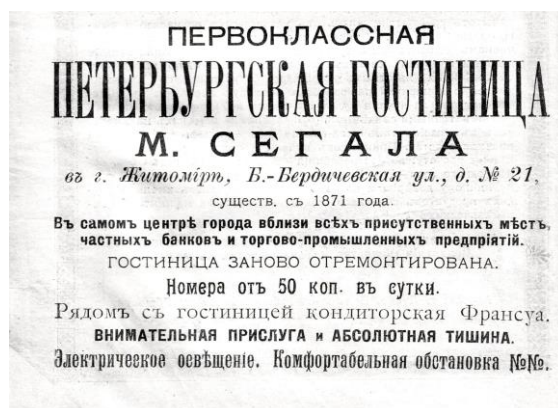 ПЕРВОКЛАССНАЯ
ПЕТЕРБУРГСКАЯ ГОСТИНИЦА
М. СЕГАЛА
въ г. Житомірѣ, Б.-Бердичевская ул., д. № 21,
существ. съ 1871 года.
Въ самомъ центрѣ города вблизи всѣхъ присутственныхъ мѣстъ,
частныхъ банковъ и торгово-промышленныхъ предпріятій.
ГОСТИНИЦА ЗАНОВО ОТРЕМОНТИРОВАНА.
Номера отъ 50 коп. въ сутки.
Рядомъ съ гостиницей кондиторская Франсуа.
ВНИМАТЕЛЬНАЯ ПРИСЛУГА и АБСОЛЮТНАЯ ТИШИНА.
Электрическое освѣщеніе. Комфортабельная обстановка №№.